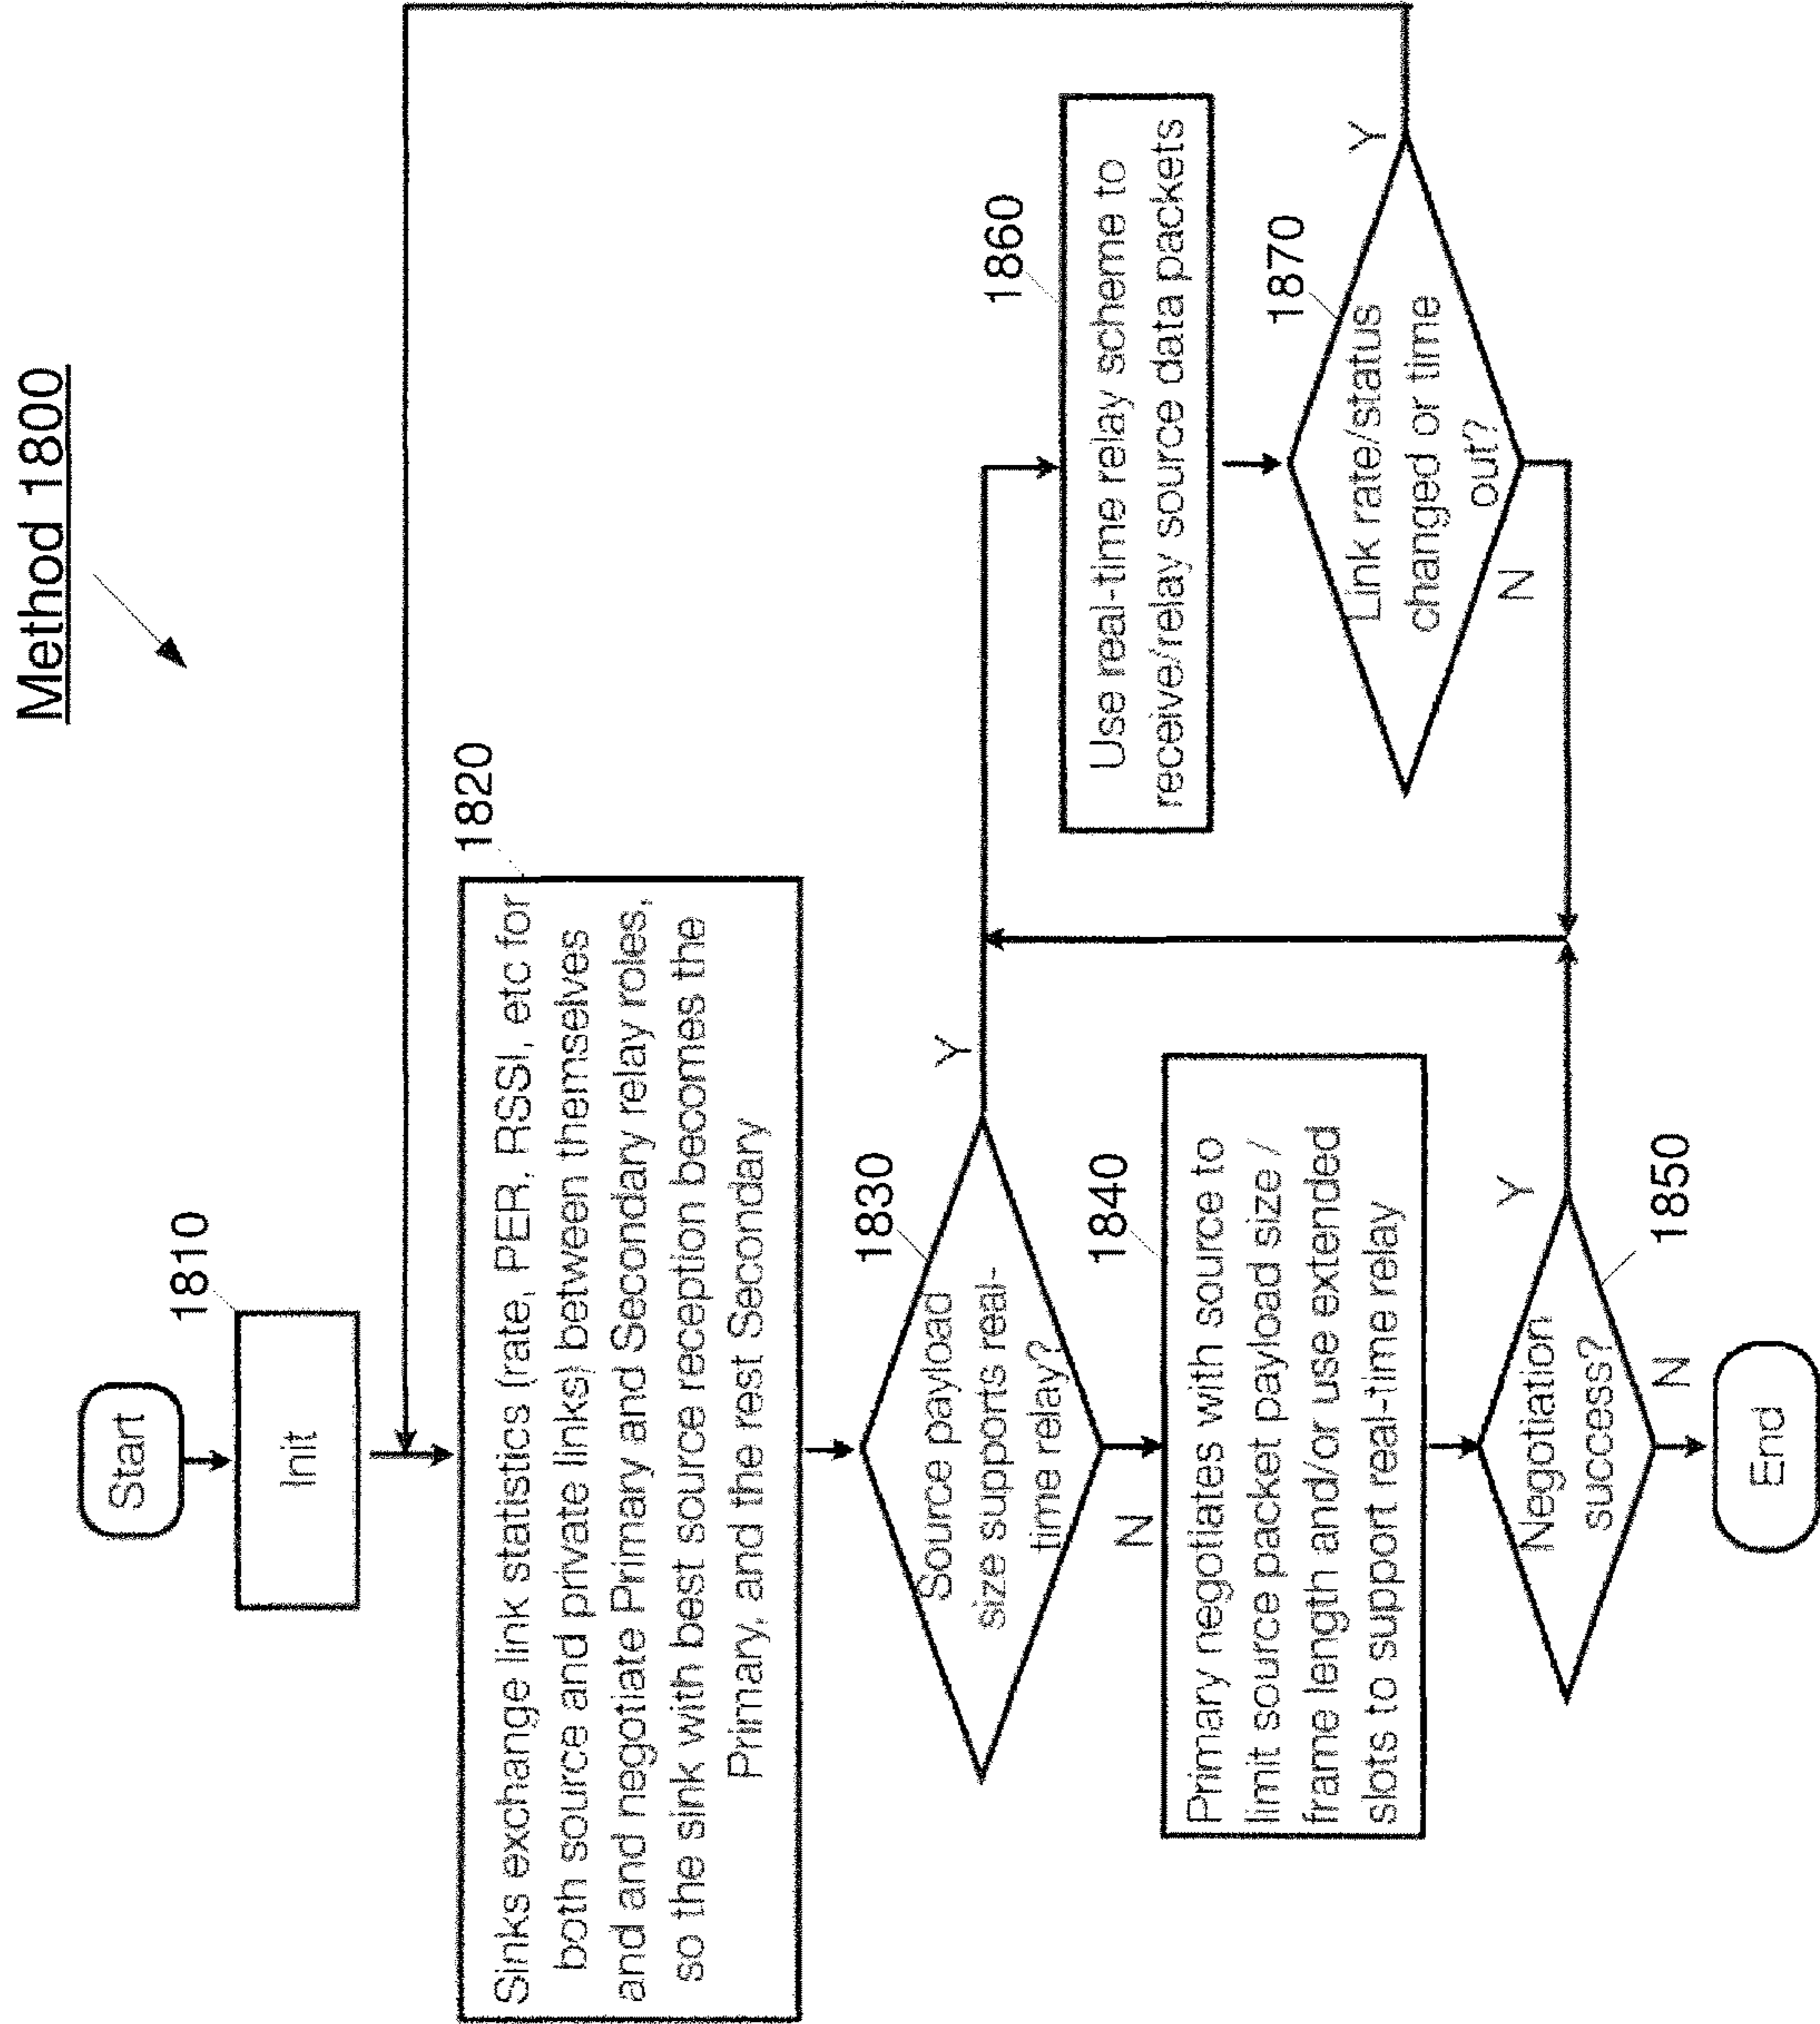 Method 1800
Start
1810
Init
1820
Sinks exchange link statistics (rate, PER, RSSI, etc for
both source and private links) between themselves
and and negotiate Primary and Secondary relay roles,
so the sink with best source reception becomes the
Primary, and the rest Secondary
1830
Source payload
size supports real-
time relay?
Y
N
1840
Primary negotiates with source to
limit source packet payload size /
frame length and/or use extended
slots to support real-time relay
Negotiation
success?
Y
1850
N
End
1860
Use real-time relay scheme to
receive/relay source data packets
1870
Link rate/status
changed or time
out?
Y
N